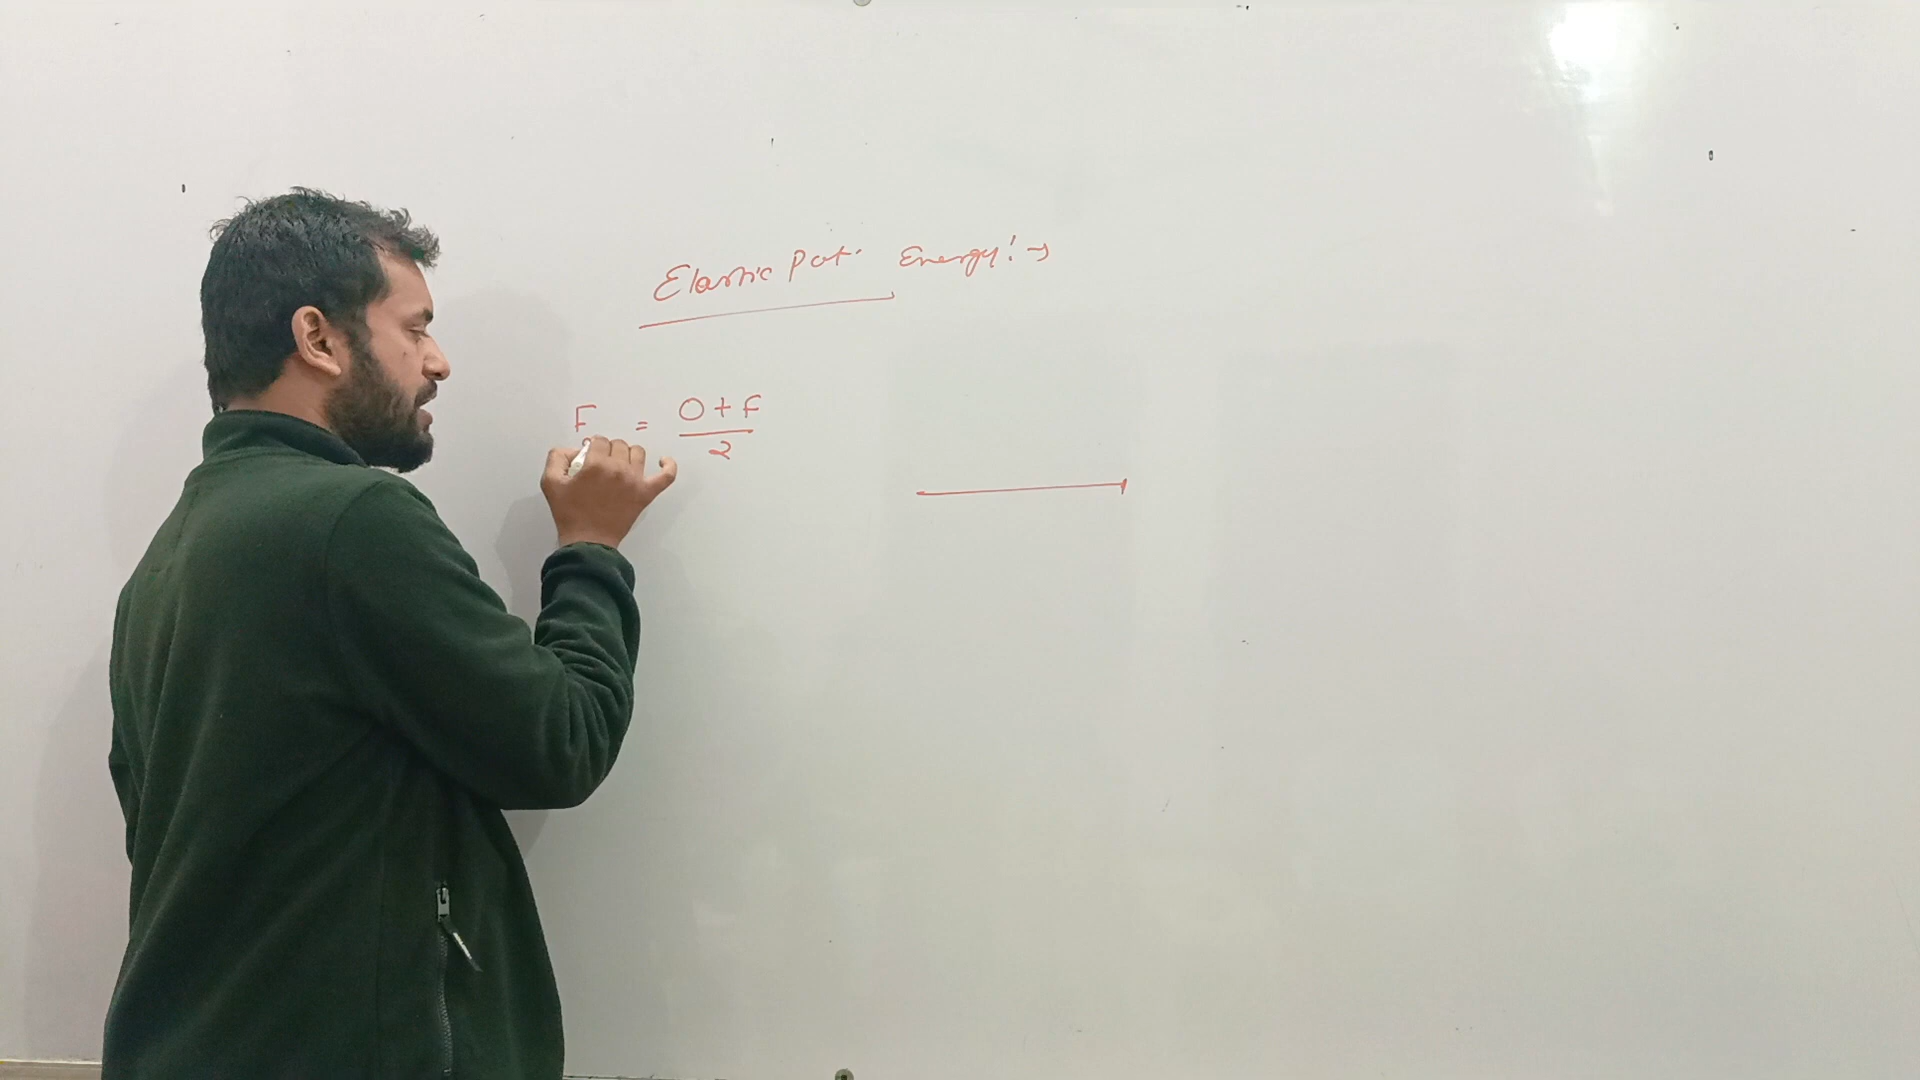 Elastic Pot. Energy! →
F = 0 + F
2